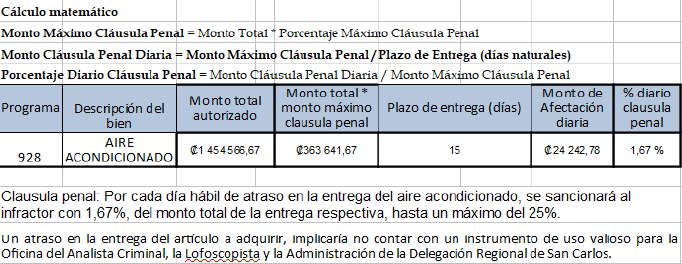 Cálculo matemático
Monto Máximo Cláusula Penal = Monto Total * Porcentaje Máximo Cláusula Penal
Monto Cláusula Penal Diaria = Monto Máximo Cláusula Penal / Plazo de Entrega (días naturales)
Porcentaje Diario Cláusula Penal = Monto Cláusula Penal Diaria / Monto Máximo Cláusula Penal
Programa
Descripción del
bien
Monto total
autorizado
Monto total *
monto máximo
clausula penal
Plazo de entrega (días)
Monto de
Afectación
diaria
% diario
clausula
penal
928
AIRE
ACONDICIONADO
₡1 454 566,67
₡363 641,67
15
₡24 242,78
1,67 %
Clausula penal: Por cada día hábil de atraso en la entrega del aire acondicionado, se sancionará al
infractor con 1,67%, del monto total de la entrega respectiva, hasta un máximo del 25%.
Un atraso en la entrega del artículo a adquirir, implicaría no contar con un instrumento de uso valioso para la
Oficina del Analista Criminal, la Lofoscopista y la Administración de la Delegación Regional de San Carlos.